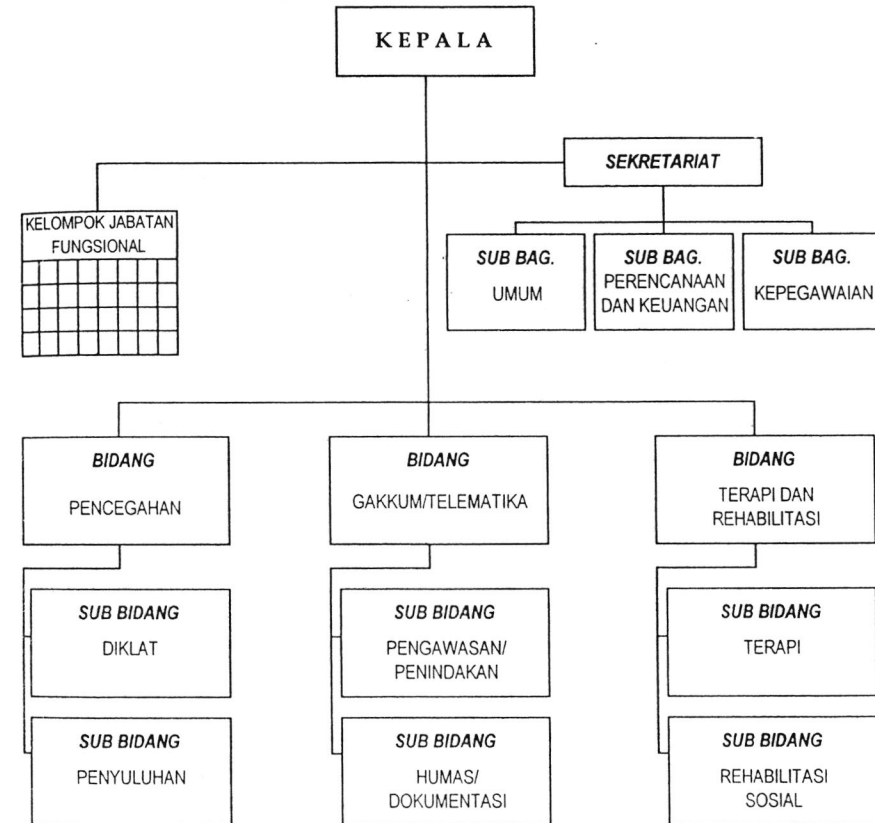 KEPALA
SEKRETARIAT
KELOMPOK JABATAN
FUNGSIONAL
SUB BAG.
UMUM
SUB BAG.
PERENCANAAN
DAN KEUANGAN
SUB BAG.
KEPEGAWAIAN
BIDANG
PENCEGAHAN
BIDANG
GAKKUM/TELEMATIKA
BIDANG
TERAPI DAN
REHABILITASI
SUB BIDANG
DIKLAT
SUB BIDANG
PENGAWASAN/
PENINDAKAN
SUB BIDANG
TERAPI
SUB BIDANG
PENYULUHAN
SUB BIDANG
HUMAS/
DOKUMENTASI
SUB BIDANG
REHABILITASI
SOSIAL